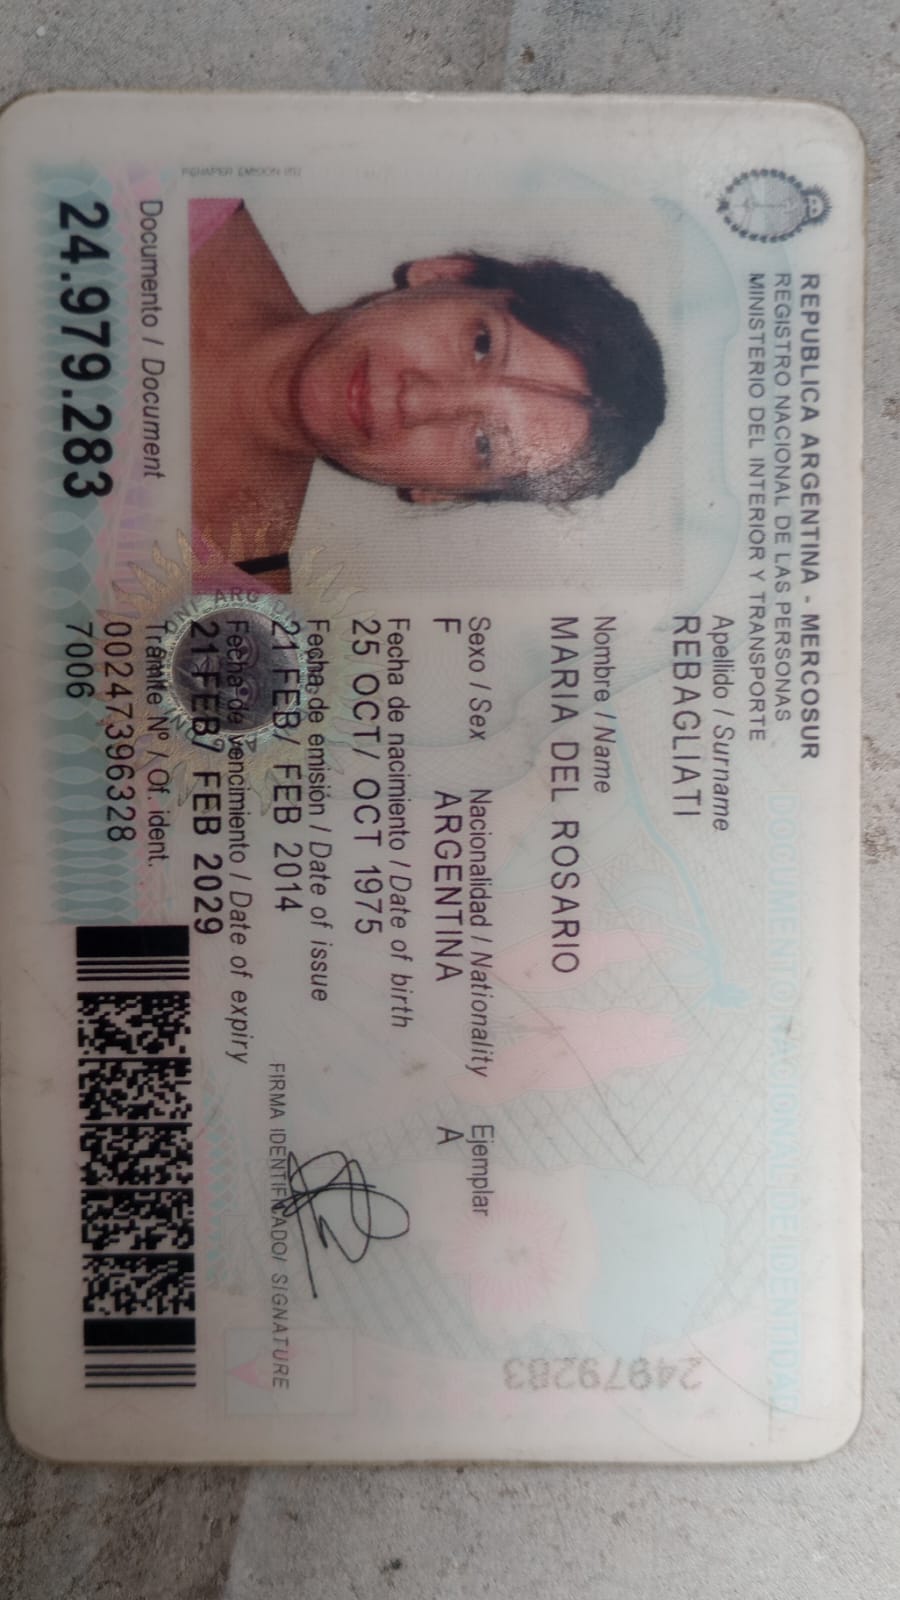 REPUBLICA ARGENTINA - MERCOSUR
REGISTRO NACIONAL DE LAS PERSONAS
MINISTERIO DEL INTERIOR Y TRANSPORTE
DOCUMENTO NACIONAL DE IDENTIDAD
Apellido / Surname
REBAGLIATI
Nombre / Name
MARIA DEL ROSARIO
Sexo / Sex Nacionalidad / Nationality Ejemplar
F ARGENTINA A
Fecha de nacimiento / Date of birth
25 OCT/ OCT 1975
Fecha de emisión / Date of issue
21 FEB/ FEB 2014
Fecha de vencimiento / Date of expiry
21 FEB/ FEB 2029
FIRMA IDENTIFICADO/ SIGNATURE
Trámite Nº / Of. ident.
00247396328
7006
Documento / Document
24.979.283
24979283